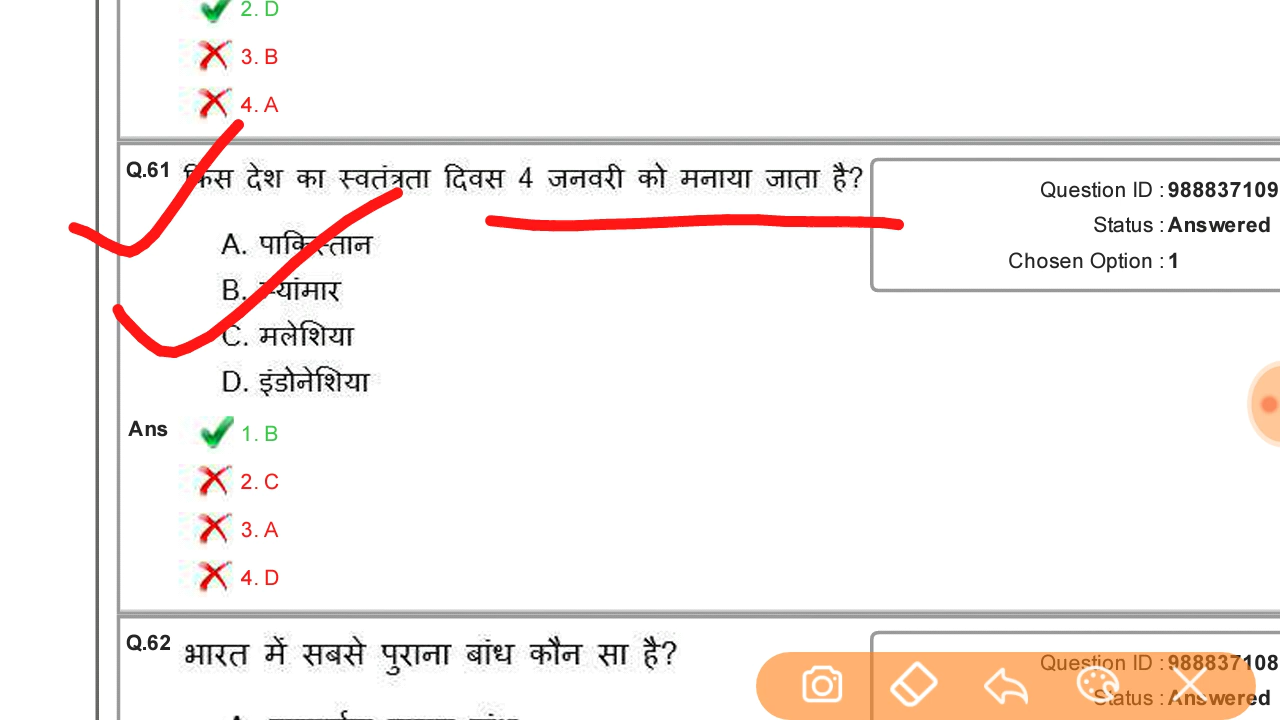 2. D
3. B
4. A
Q.61 किस देश का स्वतंत्रता दिवस 4 जनवरी को मनाया जाता है?
A. पाकिस्तान
B. म्यांमार
C. मलेशिया
D. इंडोनेशिया
Question ID : 988837109
Status : Answered
Chosen Option : 1
Ans
1. B
2. C
3. A
4. D
Q.62 भारत में सबसे पुराना बांध कौन सा है?
Question ID : 988837108
Status : Answered